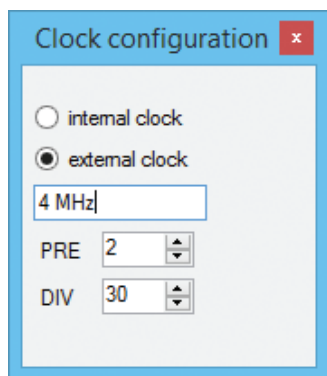 Clock configuration x
internal clock
external clock
4 MHz
PRE 2
DIV 30